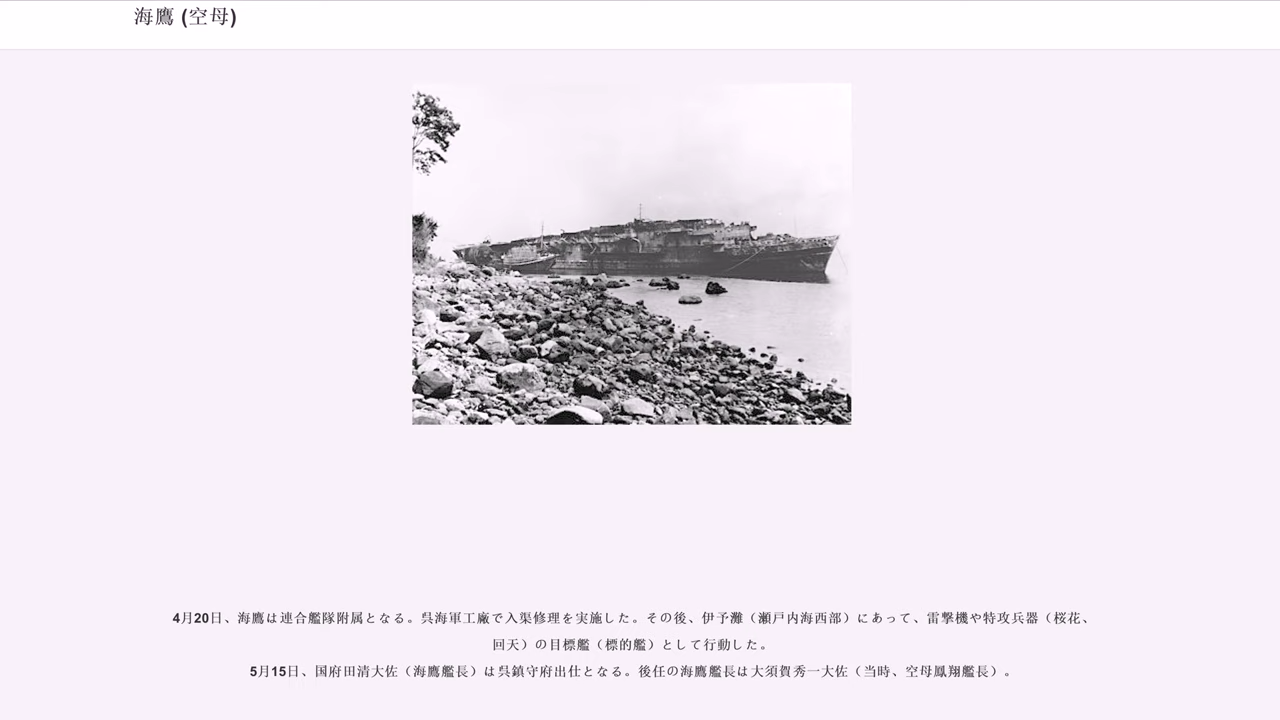 海鷹 (空母)
4月20日、海鷹は連合艦隊附属となる。呉海軍工廠で入渠修理を実施した。その後、伊予灘（瀬戸内海西部）にあって、雷撃機や特攻兵器（桜花、
回天）の目標艦（標的艦）として行動した。
5月15日、国府田清大佐（海鷹艦長）は呉鎮守府出仕となる。後任の海鷹艦長は大須賀秀一大佐（当時、空母鳳翔艦長）。